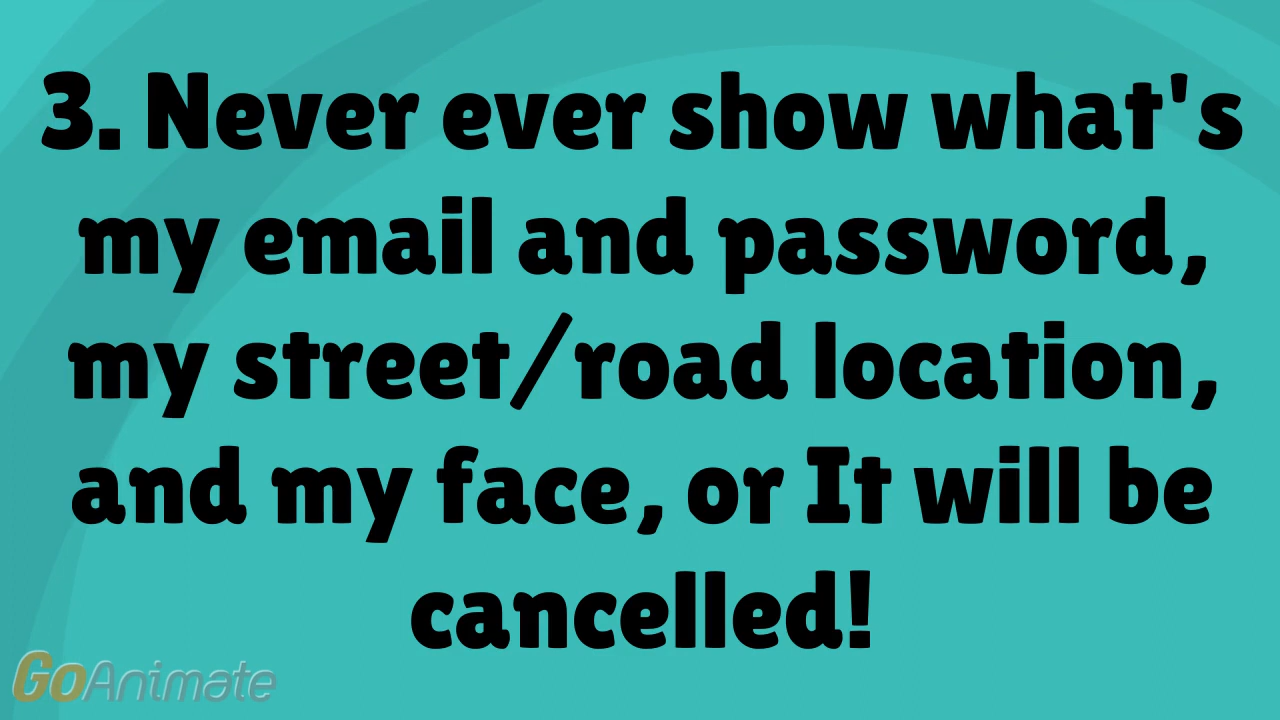 3. Never ever show what's
my email and password,
my street/road location,
and my face, or It will be
cancelled!
GoAnimate